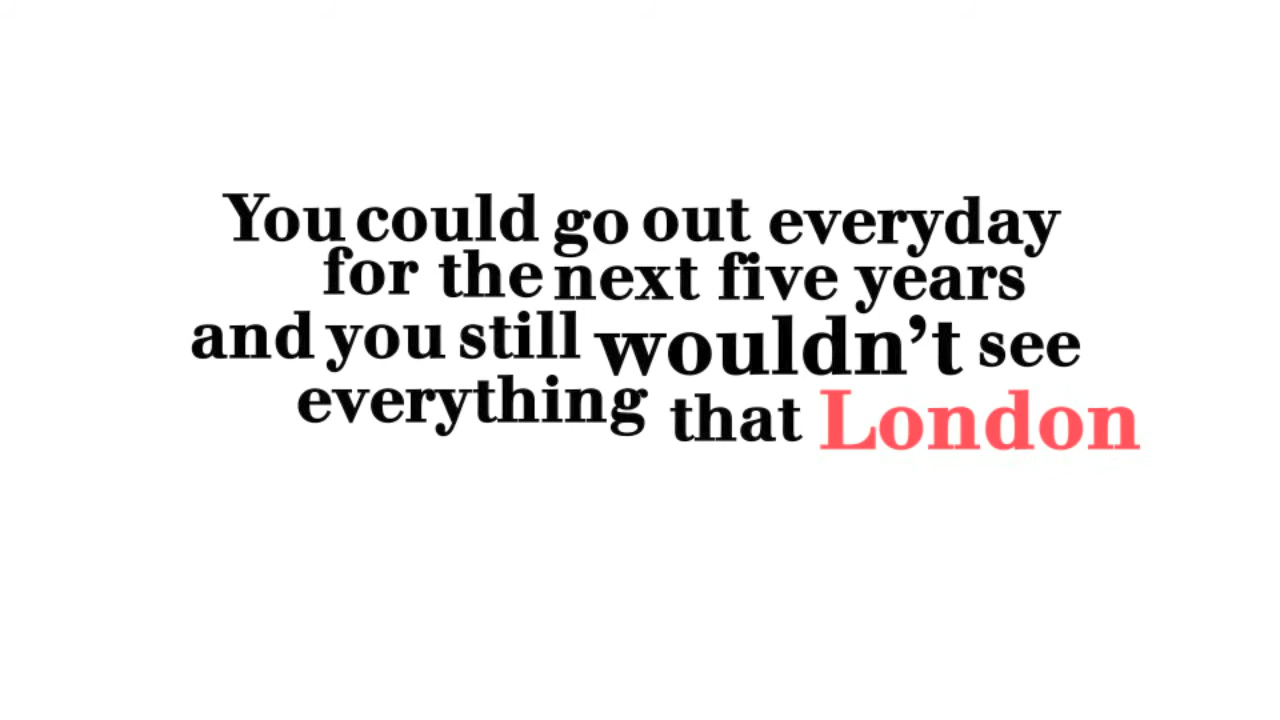 You could go out everyday
for the next five years
and you still wouldn’t see
everything that London